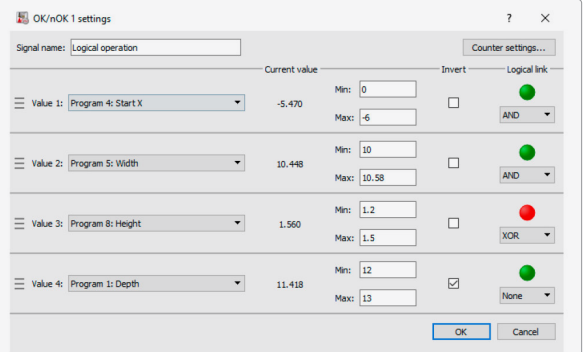 OK/nOK 1 settings
? X
Signal name: Logical operation Counter settings...
Current value Invert Logical link
Value 1: Program 4: Start X -5.470 Min: 0
Max: -6 AND
Value 2: Program 5: Width 10.448 Min: 10
Max: 10.58 AND
Value 3: Program 8: Height 1.560 Min: 1.2
Max: 1.5 XOR
Value 4: Program 1: Depth 11.418 Min: 12
Max: 13 None
OK Cancel